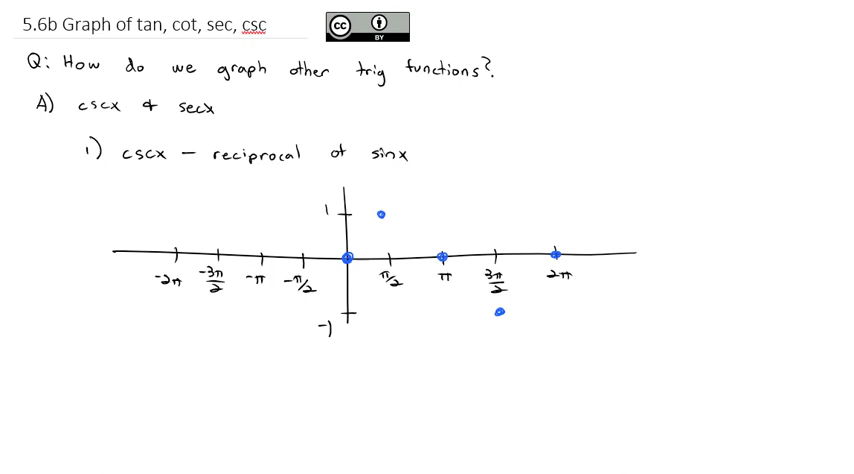 5.6b Graph of tan, cot, sec, csc
cc BY
Q: How do we graph other trig functions?
A) cscx & secx
1) cscx - reciprocal of sinx
1
-2π -3π/2 -π -π/2 π/2 π 3π/2 2π
-1